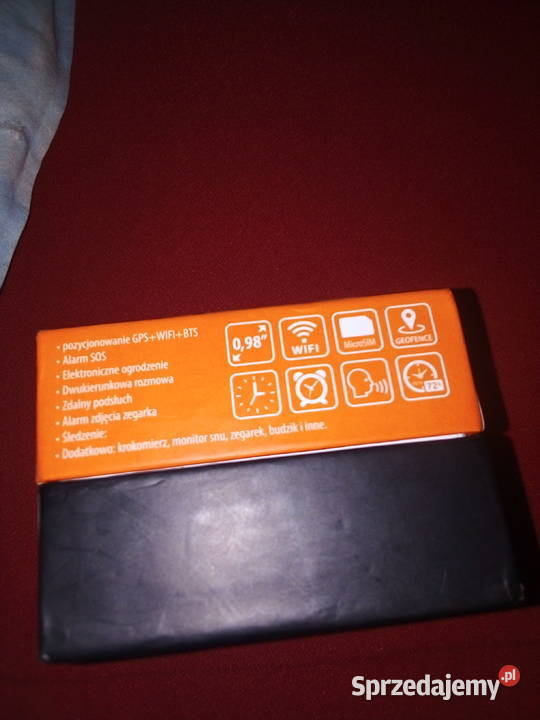 - pozycjonowanie GPS+WIFI+BTS
- Alarm SOS
- Elektroniczne ogrodzenie
- Dwukierunkowa rozmowa
- Zdalny podsłuch
- Alarm zdjęcia zegarka
- Śledzenie:
- Dodatkowo: krokomierz, monitor snu, zegarek, budzik i inne.
0,98"
WIFI
MicroSIM
GEOFENCE
72h
Sprzedajemy.pl